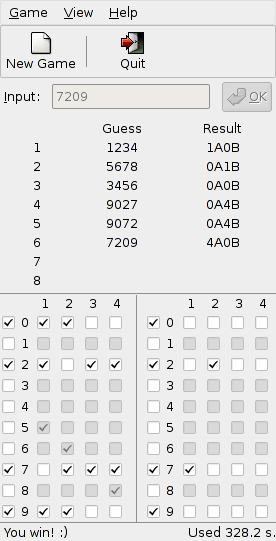 Game View Help
New Game Quit
Input: 7209 OK
Guess Result
1 1234 1A0B
2 5678 0A1B
3 3456 0A0B
4 9027 0A4B
5 9072 0A4B
6 7209 4A0B
7
8
1 2 3 4 1 2 3 4
0 0
1 1
2 2
3 3
4 4
5 5
6 6
7 7
8 8
9 9
You win! :) Used 328.2 s.